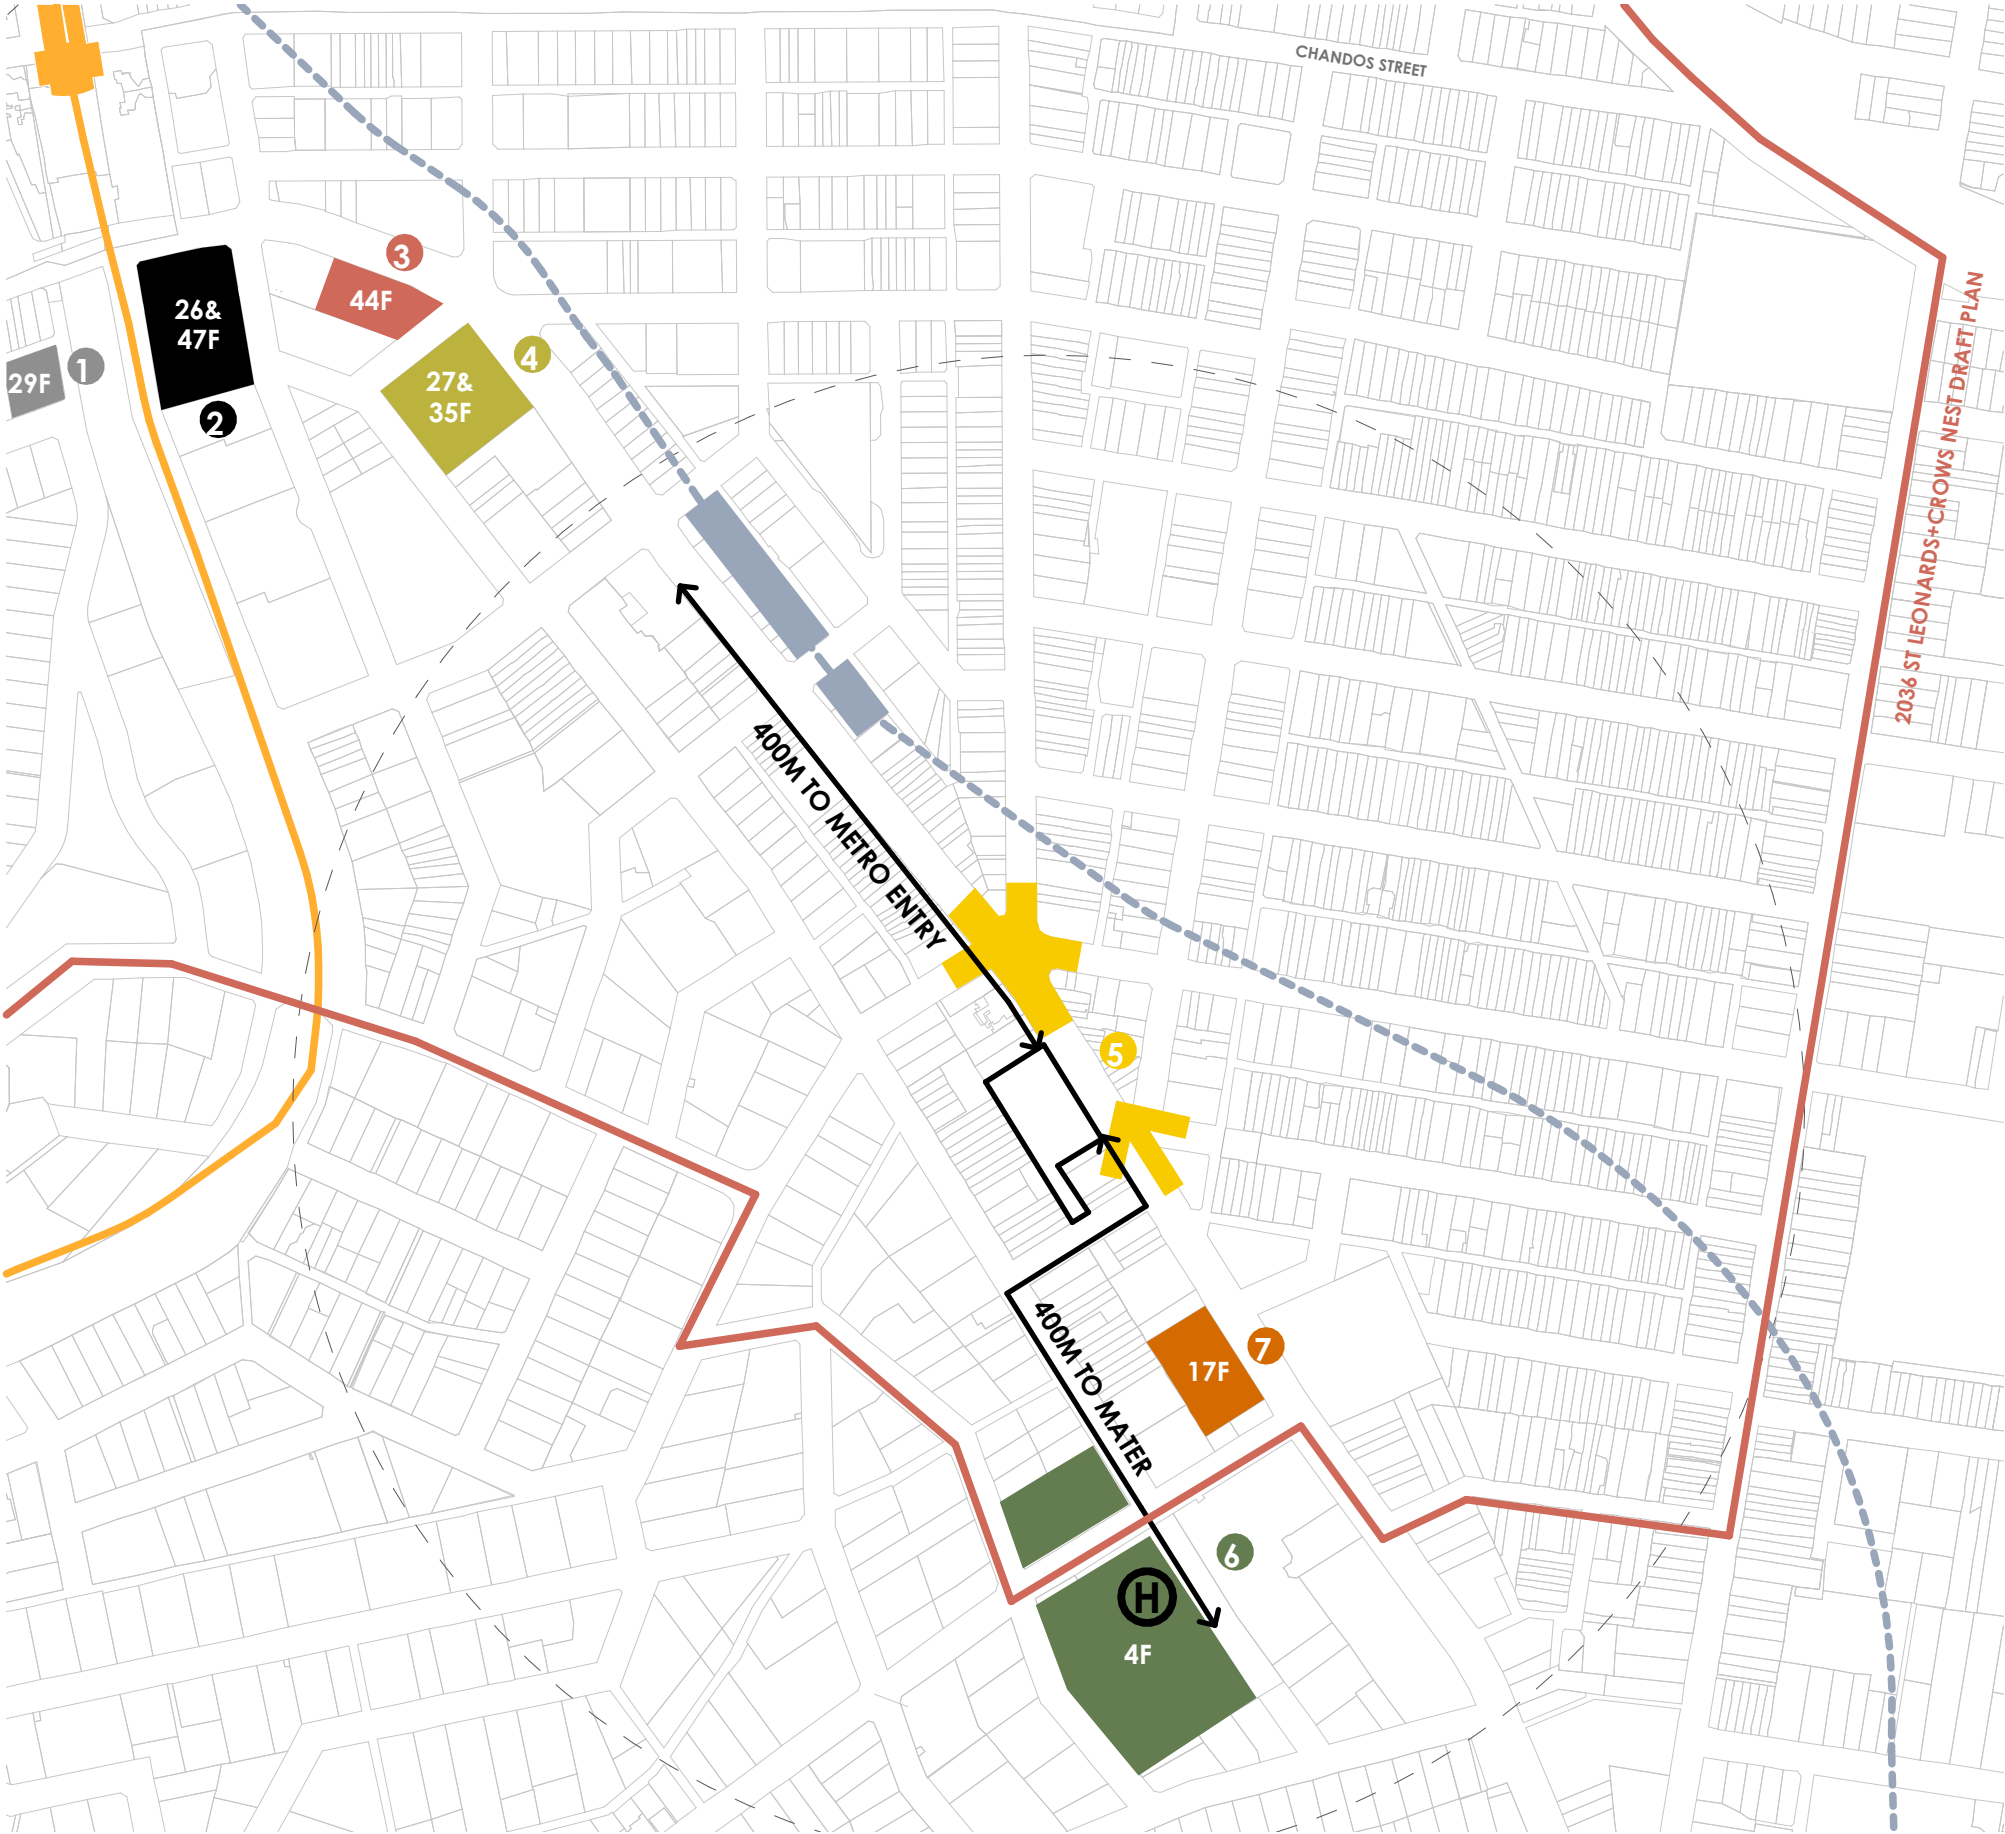 CHANDOS STREET
3
44F
26&
47F
4
27&
35F
1
29F
2
2036 ST LEONARDS+CROWS NEST DRAFT PLAN
400M TO METRO ENTRY
5
400M TO MATER
7
17F
6
H
4F